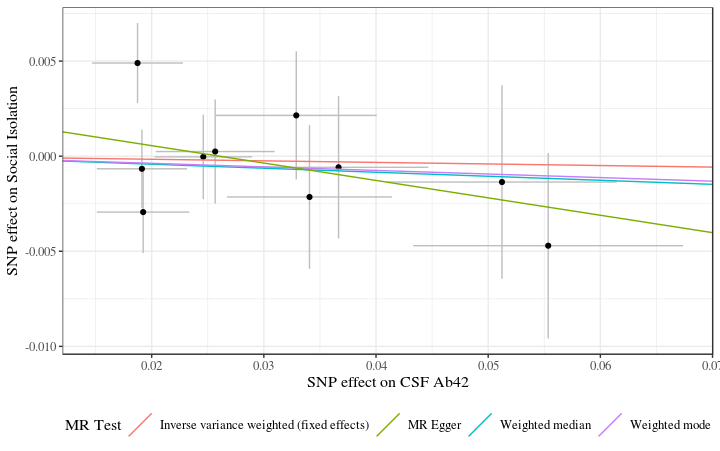 SNP effect on Social Isolation
0.005
0.000
-0.005
-0.010
0.02 0.03 0.04 0.05 0.06 0.07
SNP effect on CSF Ab42
MR Test Inverse variance weighted (fixed effects) MR Egger Weighted median Weighted mode